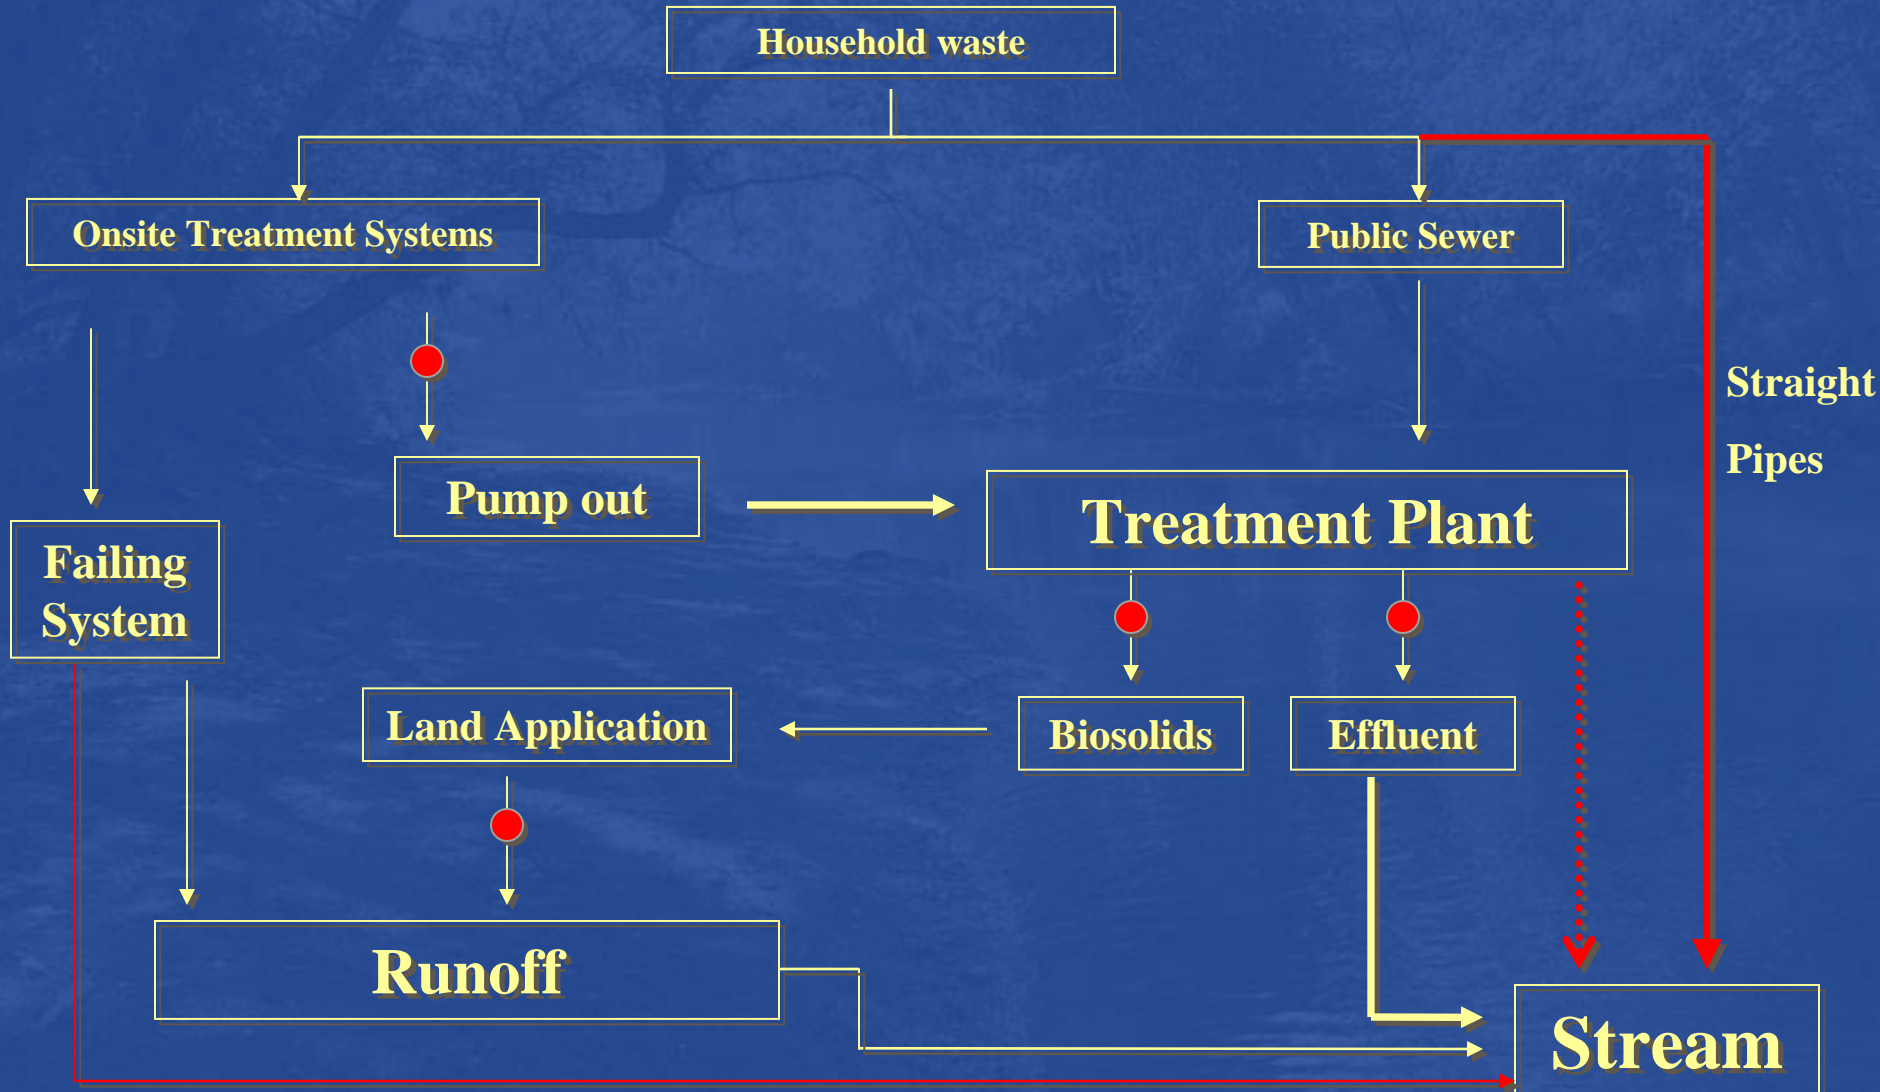 Household waste
Onsite Treatment Systems
Public Sewer
Straight
Pipes
Pump out
Treatment Plant
Failing
System
Land Application
Biosolids
Effluent
Runoff
Stream